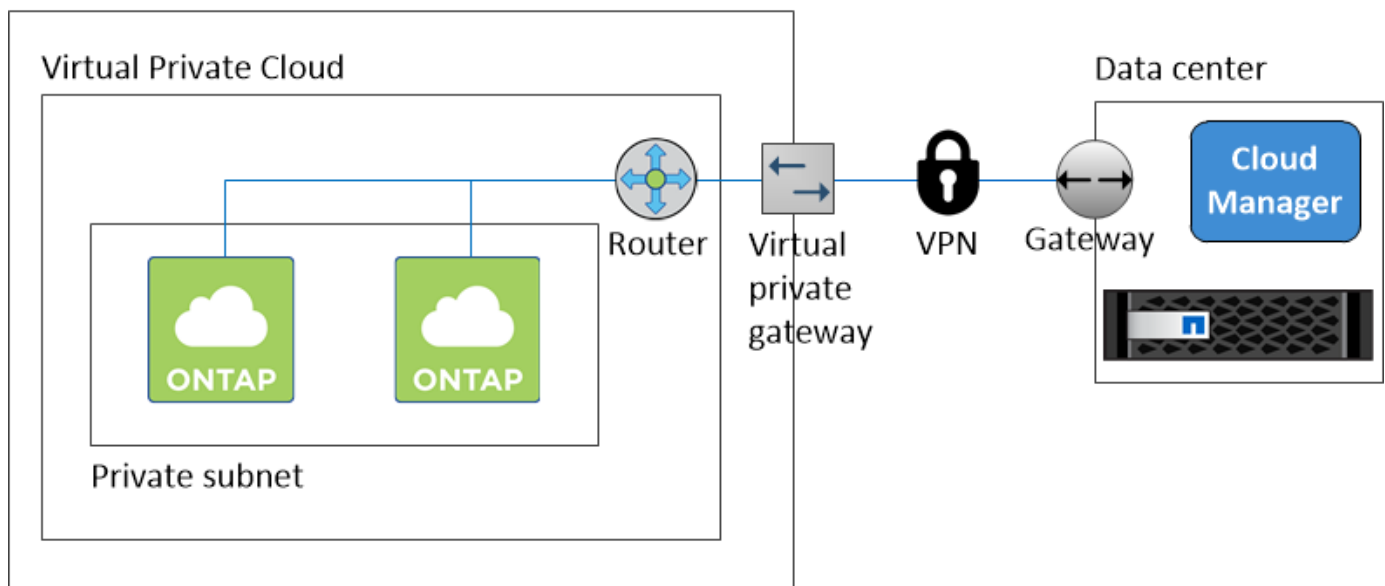 Virtual Private Cloud
Data center
Cloud
Manager
Router
Virtual
private
gateway
VPN
Gateway
ONTAP
ONTAP
Private subnet